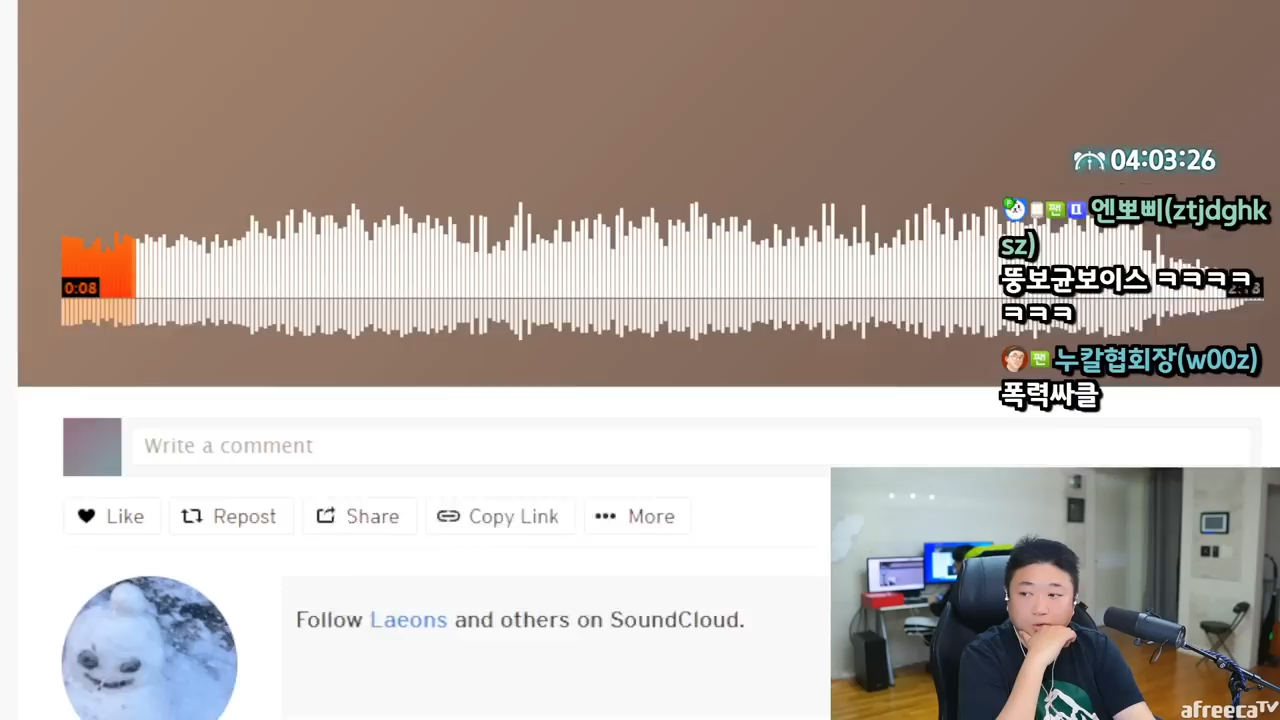 04:03:26
엔뽀삐(ztjdghk
sz)
뚱보균보이스 ㅋㅋㅋㅋ
ㅋㅋㅋ
0:08
누칼협회장(w00z)
폭력싸클
Write a comment
Like
Repost
Share
Copy Link
More
Follow Laeons and others on SoundCloud.
afreecaTV